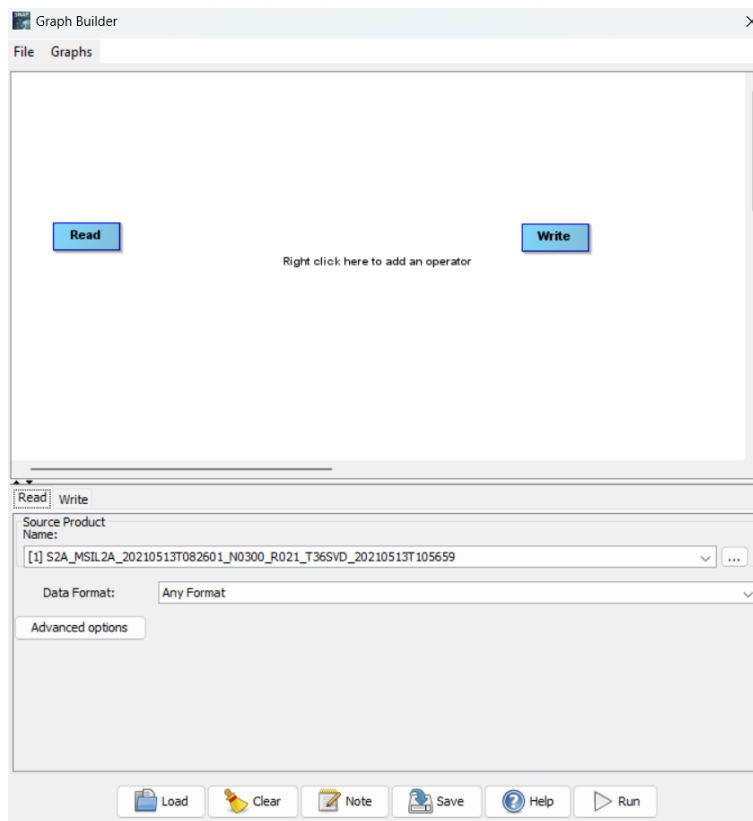 Graph Builder
File Graphs
Read
Write
Right click here to add an operator
Read Write
Source Product
Name:
[1] S2A_MSIL2A_20210513T082601_N0300_R021_T36SVD_20210513T105659
...
Data Format: Any Format
Advanced options
Load Clear Note Save Help Run